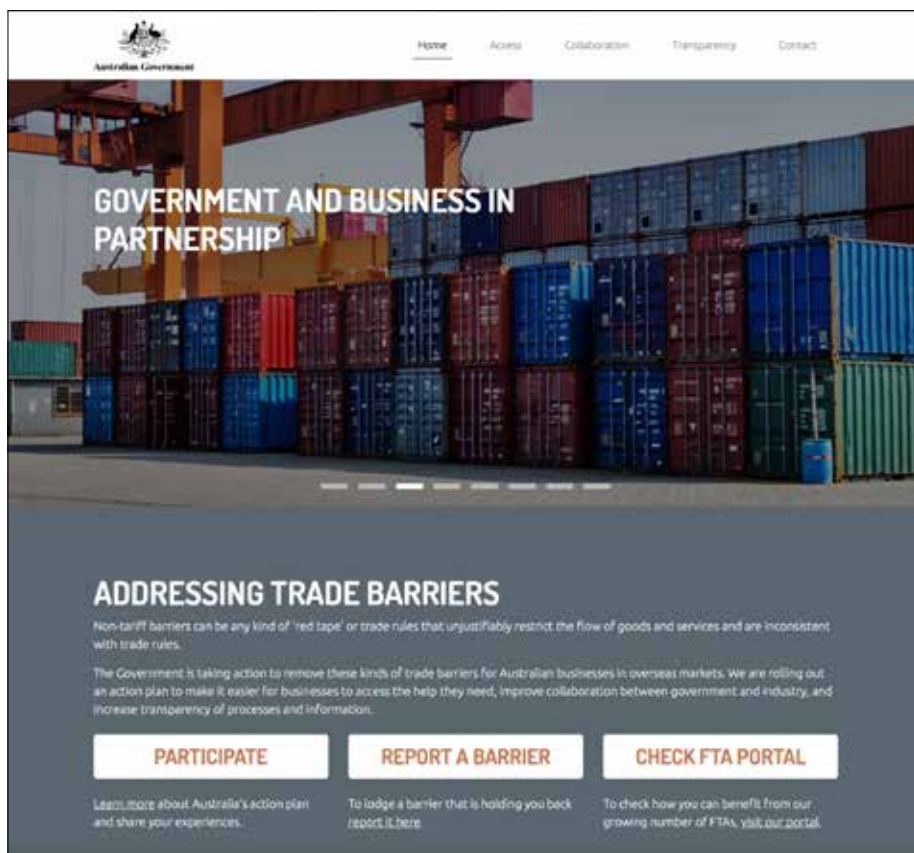 Australian Government
Home Access Collaboration Transparency Contact
GOVERNMENT AND BUSINESS IN
PARTNERSHIP
ADDRESSING TRADE BARRIERS
Non-tariff barriers can be any kind of 'red tape' or trade rules that unjustifiably restrict the flow of goods and services and are inconsistent
with trade rules.
The Government is taking action to remove these kinds of trade barriers for Australian businesses in overseas markets. We are rolling out
an action plan to make it easier for businesses to access the help they need, improve collaboration between government and industry, and
increase transparency of processes and information.
PARTICIPATE
Learn more about Australia's action plan
and share your experiences.
REPORT A BARRIER
To lodge a barrier that is holding you back
report it here.
CHECK FTA PORTAL
To check how you can benefit from our
growing number of FTAs, visit our portal.